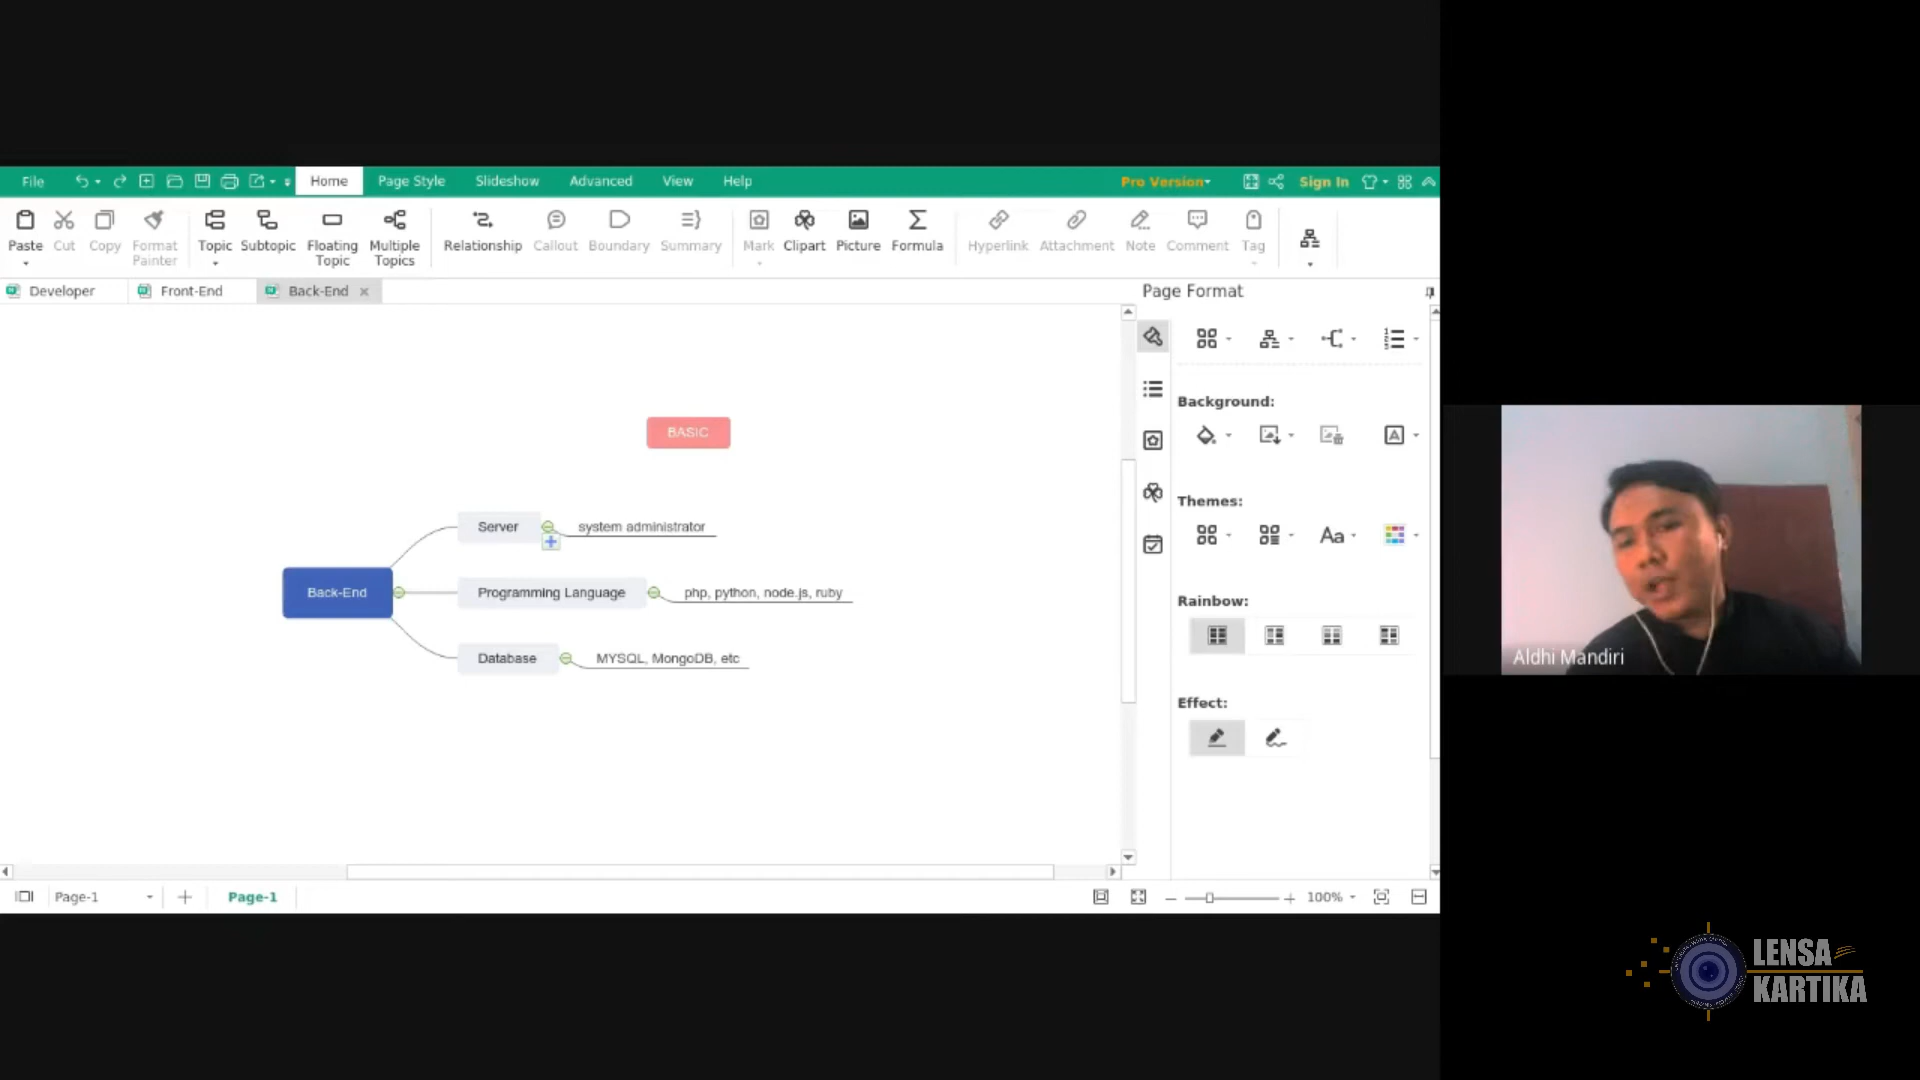 File Home Page Style Slideshow Advanced View Help Pro Version Sign In
Paste Cut Copy Format Painter Topic Subtopic Floating Topic Multiple Topics Relationship Callout Boundary Summary Mark Clipart Picture Formula Hyperlink Attachment Note Comment Tag
Developer Front-End Back-End
Page Format
Background:
BASIC
Themes:
Aa
Server system administrator
Back-End Programming Language php, python, node.js, ruby
Rainbow:
Database MYSQL, MongoDB, etc
Effect:
Page-1 Page-1 100%
Aldhi Mandiri
LENSA
KARTIKA